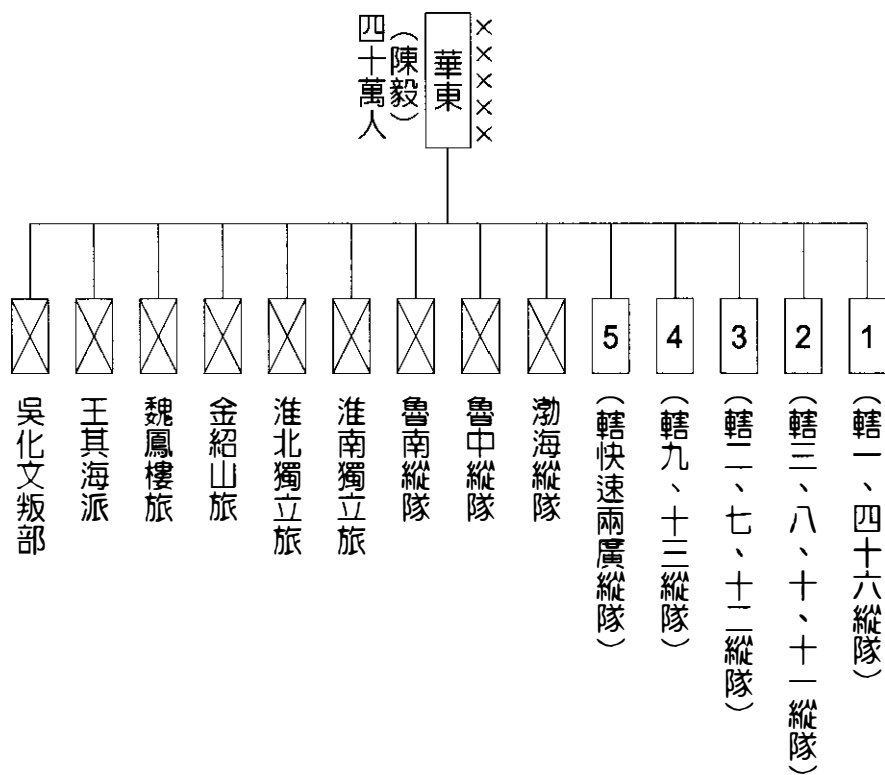 華東
（陳毅）
四十萬人
1
（轄一、四十六縱隊）
2
（轄三、八、十、十一縱隊）
3
（轄二、七、十二縱隊）
4
（轄九、十三縱隊）
5
（轄快速兩廣縱隊）
渤海縱隊
魯中縱隊
魯南縱隊
淮南獨立旅
淮北獨立旅
金紹山旅
魏鳳樓旅
王其海派
吳化文叛部